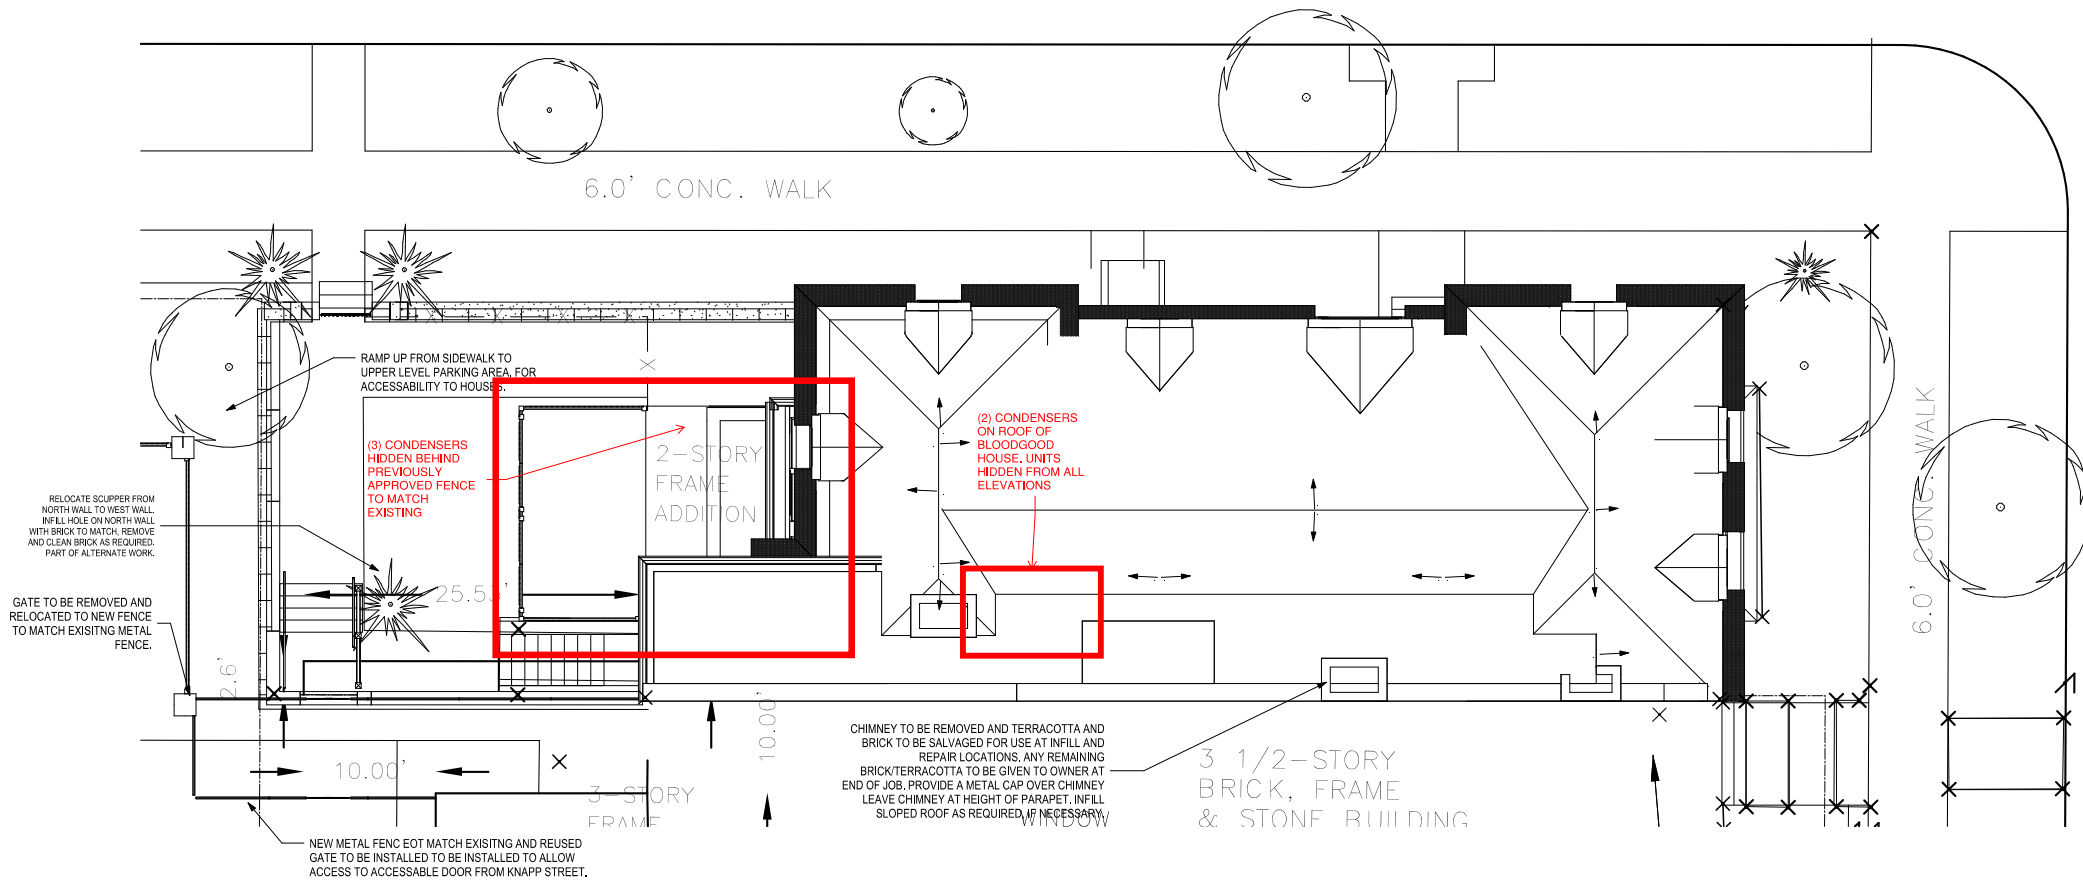 6.0' CONC. WALK
RAMP UP FROM SIDEWALK TO
UPPER LEVEL PARKING AREA, FOR
ACCESSABILITY TO HOUSES.
(3) CONDENSERS
HIDDEN BEHIND
PREVIOUSLY
APPROVED FENCE
TO MATCH
EXISTING
2-STORY
FRAME
ADDITION
(2) CONDENSERS
ON ROOF OF
BLOODGOOD
HOUSE, UNITS
HIDDEN FROM ALL
ELEVATIONS
6.0' CONC. WALK
RELOCATE SCUPPER FROM
NORTH WALL TO WEST WALL.
INFILL HOLE ON NORTH WALL
WITH BRICK TO MATCH, REMOVE
AND CLEAN BRICK AS REQUIRED.
PART OF ALTERNATE WORK.
25.53'
GATE TO BE REMOVED AND
RELOCATED TO NEW FENCE
TO MATCH EXISITNG METAL
FENCE.
2.6'
10.00'
10.00'
3-STORY
FRAME
CHIMNEY TO BE REMOVED AND TERRACOTTA AND
BRICK TO BE SALVAGED FOR USE AT INFILL AND
REPAIR LOCATIONS. ANY REMAINING
BRICK/TERRACOTTA TO BE GIVEN TO OWNER AT
END OF JOB. PROVIDE A METAL CAP OVER CHIMNEY
LEAVE CHIMNEY AT HEIGHT OF PARAPET. INFILL
SLOPED ROOF AS REQUIRED, IF NECESSARY.
WINDOW
3 1/2-STORY
BRICK, FRAME
& STONE BUILDING
NEW METAL FENC EOT MATCH EXISITNG AND REUSED
GATE TO BE INSTALLED TO BE INSTALLED TO ALLOW
ACCESS TO ACCESSABLE DOOR FROM KNAPP STREET.